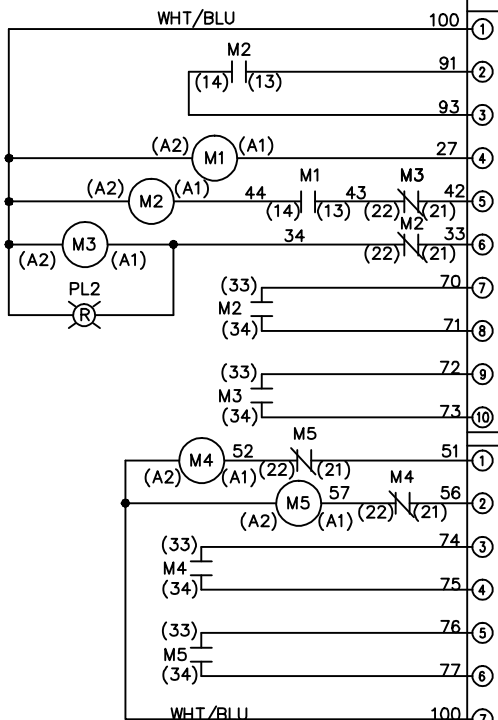 WHT/BLU 100 1
M2 91 2
(14) (13)
93 3
(A2) M1 (A1) 27 4
M1 M3
(A2) M2 (A1) 44 43 42 5
(14) (13) (22) (21)
M2
34 33 6
(A2) M3 (A1) (22) (21)
PL2
R
(33) 70 7
M2
(34) 71 8
(33) 72 9
M3
(34) 73 10
M5
M4 52 51 1
(A2) (A1) (22) (21)
M4
M5 57 56 2
(A2) (A1) (22) (21)
(33) 74 3
M4
(34) 75 4
(33) 76 5
M5
(34) 77 6
WHT/BLU 100 7